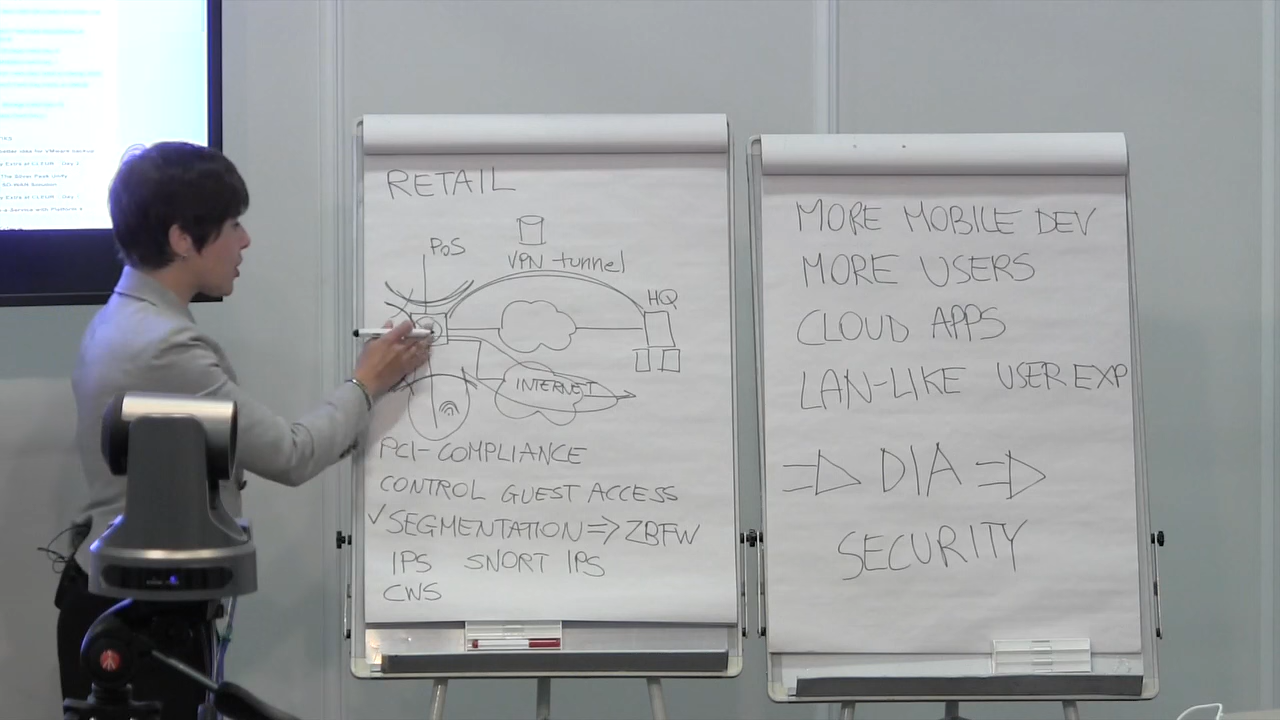 RETAIL
PoS
VPN tunnel
HQ
INTERNET
PCI-COMPLIANCE
CONTROL GUEST ACCESS
✓ SEGMENTATION => ZBFW
IPS SNORT IPS
CWS
MORE MOBILE DEV
MORE USERS
CLOUD APPS
LAN-LIKE USER EXP
=> DIA =>
SECURITY